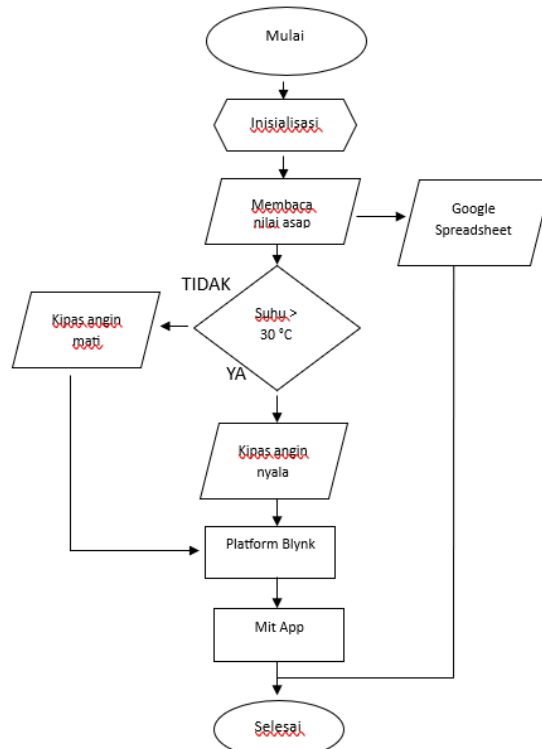 Mulai
Inisialisasi
Membaca
nilai asap
Google
Spreadsheet
TIDAK
Suhu >
30 °C
Kipas angin
mati
YA
Kipas angin
nyala
Platform Blynk
Mit App
Selesai